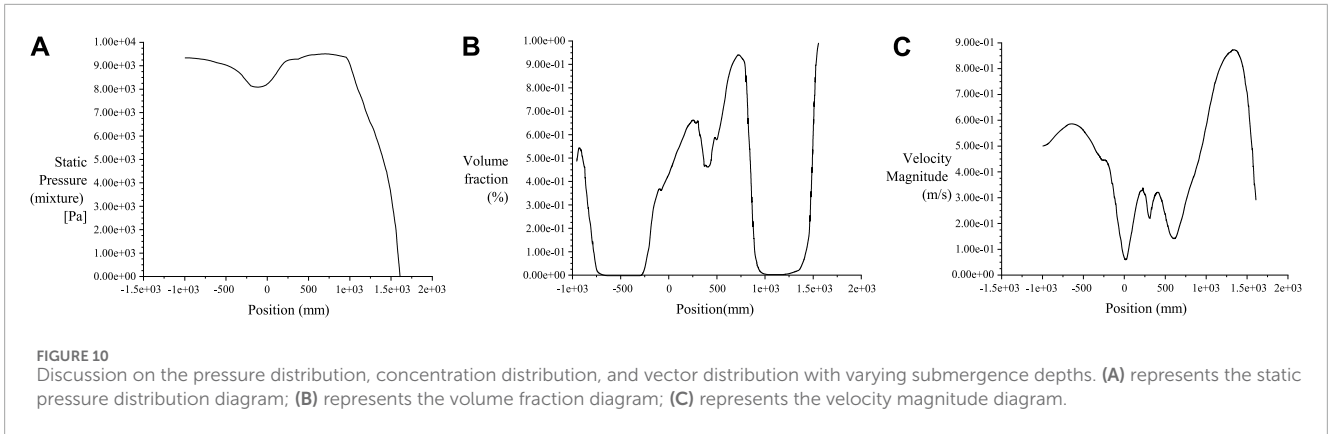 A
1.00e+04
9.00e+03
8.00e+03
7.00e+03
6.00e+03
5.00e+03
4.00e+03
3.00e+03
2.00e+03
1.00e+03
0.00e+00
Static
Pressure
(mixture)
[Pa]
-1.5e+03 -1e+03 -500 0 500 1e+03 1.5e+03 2e+03
Position (mm)
B
1.00e+00
9.00e-01
8.00e-01
7.00e-01
6.00e-01
5.00e-01
4.00e-01
3.00e-01
2.00e-01
1.00e-01
0.00e+00
Volume
fraction
(%)
-1e+03 -500 0 500 1e+03 1.5e+03 2e+03
Position(mm)
C
9.00e-01
8.00e-01
7.00e-01
6.00e-01
5.00e-01
4.00e-01
3.00e-01
2.00e-01
1.00e-01
0.00e+00
Velocity
Magnitude
(m/s)
-1.5e+03 -1e+03 -500 0 500 1e+03 1.5e+03 2e+03
Position (mm)
FIGURE 10
Discussion on the pressure distribution, concentration distribution, and vector distribution with varying submergence depths. (A) represents the static
pressure distribution diagram; (B) represents the volume fraction diagram; (C) represents the velocity magnitude diagram.